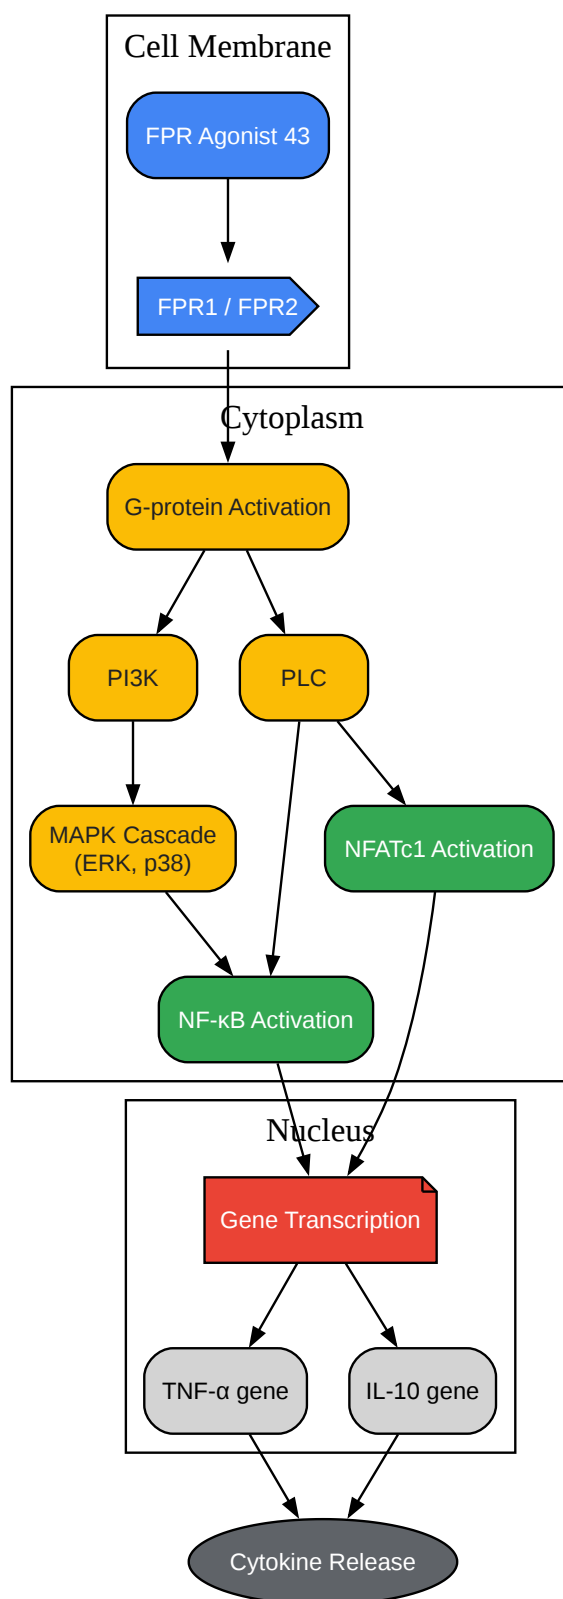 Cell Membrane
FPR Agonist 43
FPR1 / FPR2
Cytoplasm
G-protein Activation
PI3K
PLC
MAPK Cascade
(ERK, p38)
NFATc1 Activation
NF-κB Activation
Nucleus
Gene Transcription
TNF-α gene
IL-10 gene
Cytokine Release